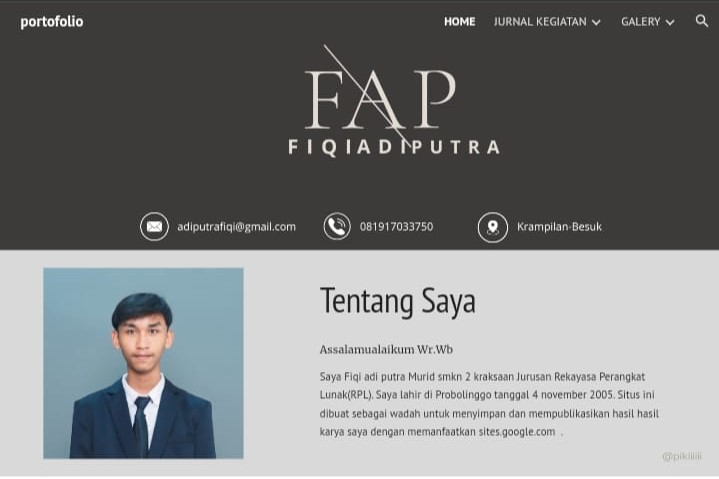 portofolio
HOME
JURNAL KEGIATAN
GALERY
FAP
FIQIADIPUTRA
adiputrafiqi@gmail.com
081917033750
Krampilan-Besuk
Tentang Saya
Assalamualaikum Wr.Wb
Saya Fiqi adi putra Murid smkn 2 kraksaan Jurusan Rekayasa Perangkat
Lunak(RPL). Saya lahir di Probolinggo tanggal 4 november 2005. Situs ini
dibuat sebagai wadah untuk menyimpan dan mempublikasikan hasil hasil
karya saya dengan memanfaatkan sites.google.com .